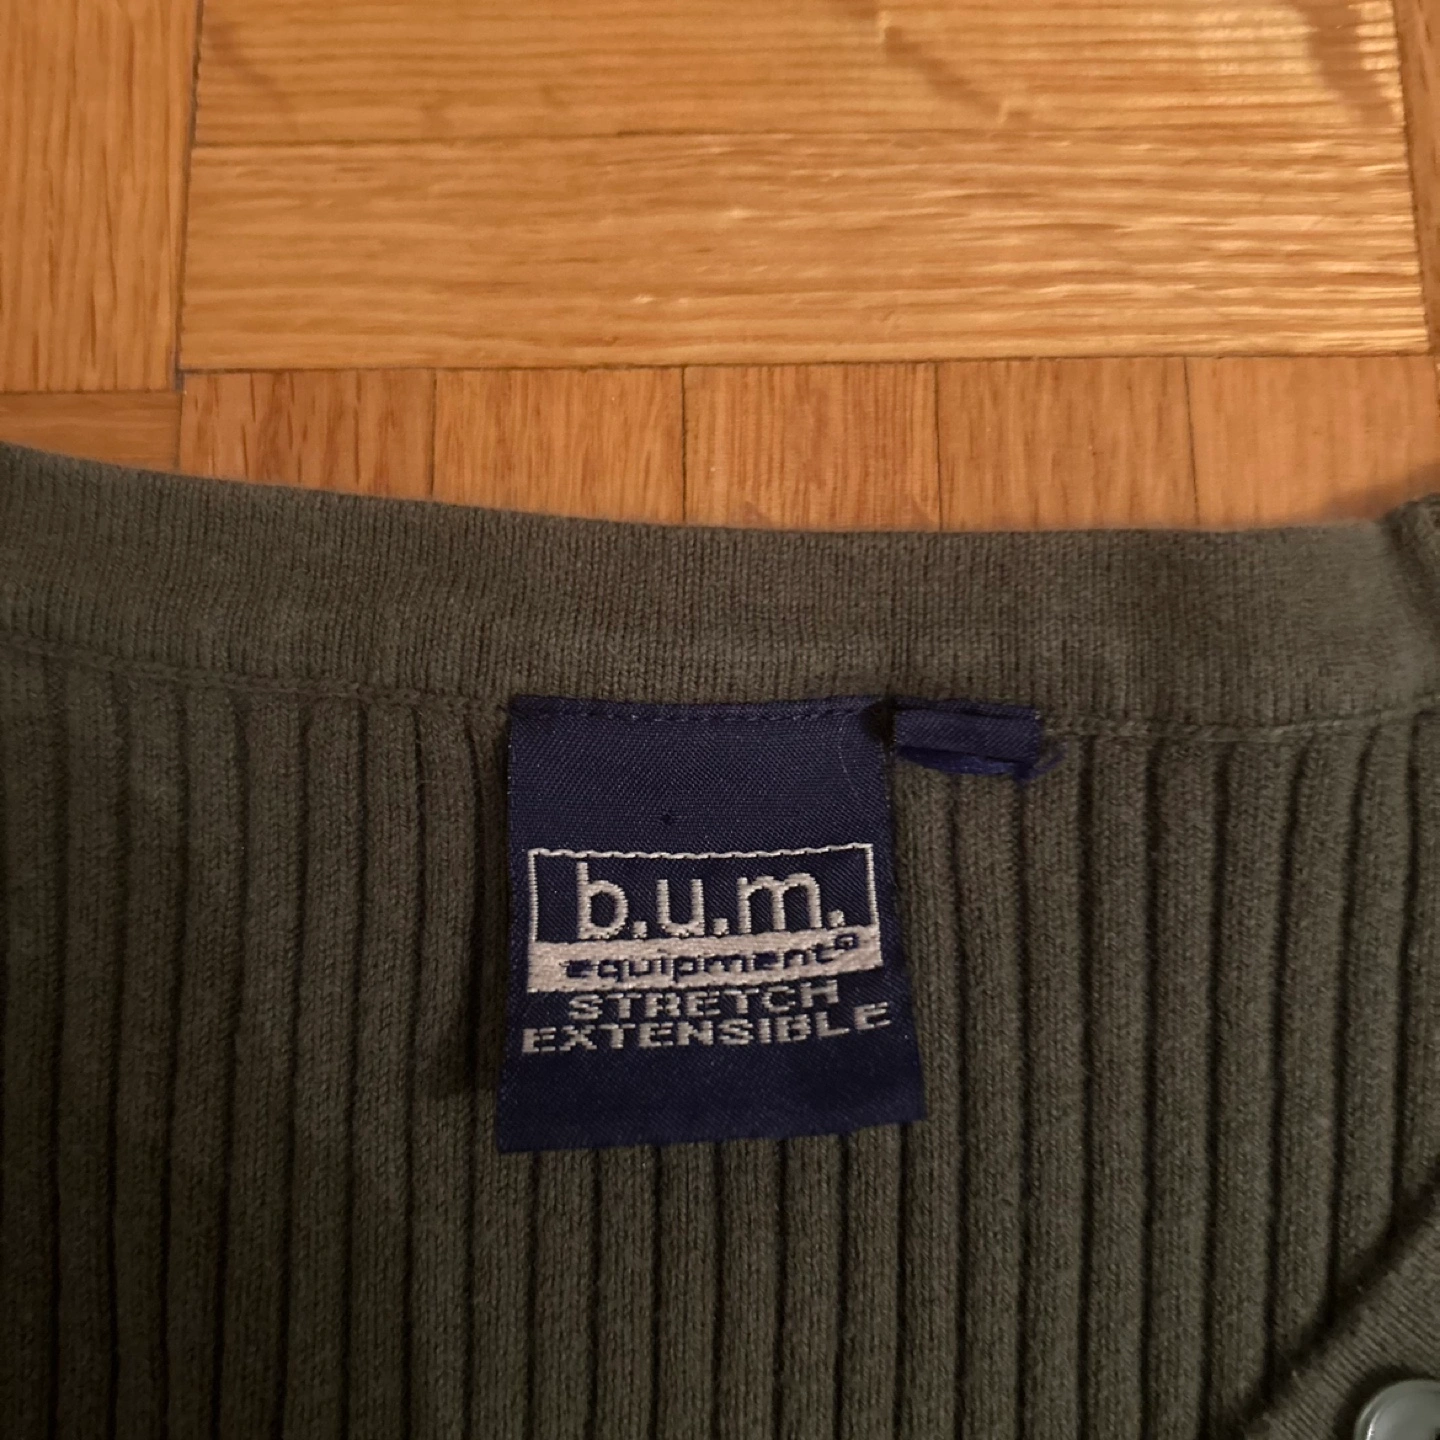 b.u.m.
equipment®
STRETCH
EXTENSIBLE